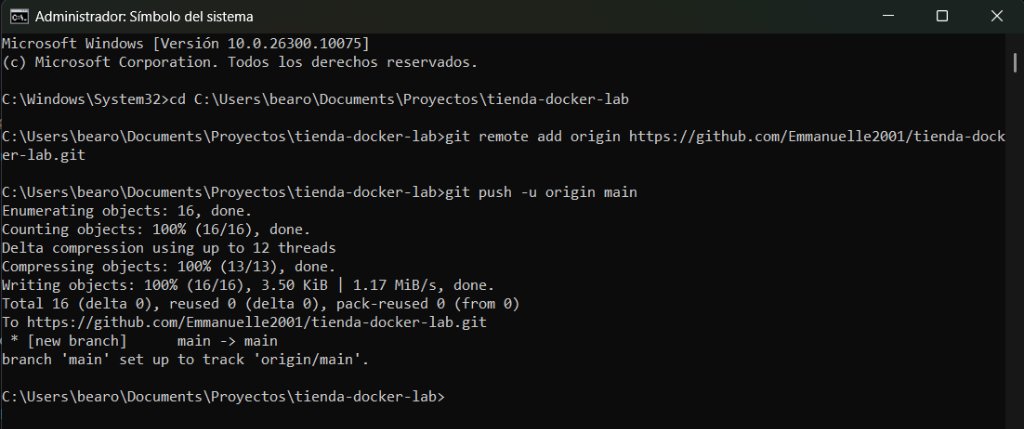 Administrador: Símbolo del sistema
Microsoft Windows [Versión 10.0.26300.10075]
(c) Microsoft Corporation. Todos los derechos reservados.
C:\Windows\System32>cd C:\Users\bearo\Documents\Proyectos\tienda-docker-lab
C:\Users\bearo\Documents\Proyectos\tienda-docker-lab>git remote add origin https://github.com/Emmanuelle2001/tienda-dock
er-lab.git
C:\Users\bearo\Documents\Proyectos\tienda-docker-lab>git push -u origin main
Enumerating objects: 16, done.
Counting objects: 100% (16/16), done.
Delta compression using up to 12 threads
Compressing objects: 100% (13/13), done.
Writing objects: 100% (16/16), 3.50 KiB | 1.17 MiB/s, done.
Total 16 (delta 0), reused 0 (delta 0), pack-reused 0 (from 0)
To https://github.com/Emmanuelle2001/tienda-docker-lab.git
 * [new branch]      main -> main
branch 'main' set up to track 'origin/main'.
C:\Users\bearo\Documents\Proyectos\tienda-docker-lab>